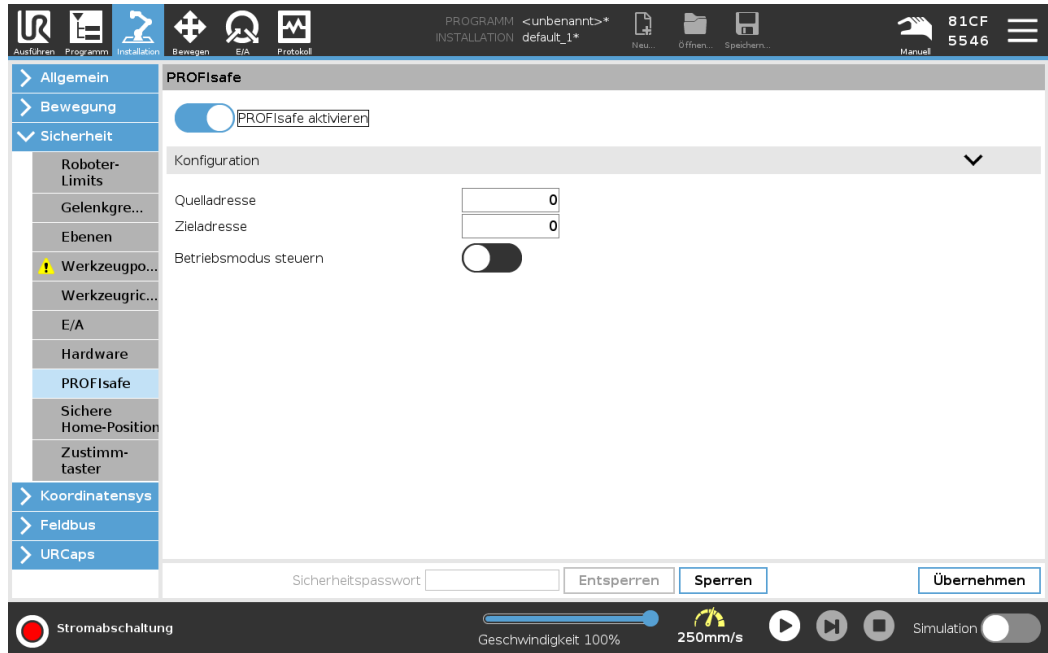 PROGRAMM <unbenannt>*
INSTALLATION default_1*
Ausführen Programm Installation Bewegen E/A Protokoll
Neu... Öffnen... Speichern...
Manuell
81CF
5546
Allgemein
Bewegung
Sicherheit
Roboter-
Limits
Gelenkgre...
Ebenen
Werkzeugpo...
Werkzeugric...
E/A
Hardware
PROFIsafe
Sichere
Home-Position
Zustimm-
taster
Koordinatensys
Feldbus
URCaps
PROFIsafe
PROFIsafe aktivieren
Konfiguration
Quelladresse 0
Zieladresse 0
Betriebsmodus steuern
Sicherheitspasswort Entsperren Sperren Übernehmen
Stromabschaltung
Geschwindigkeit 100%
250mm/s
Simulation